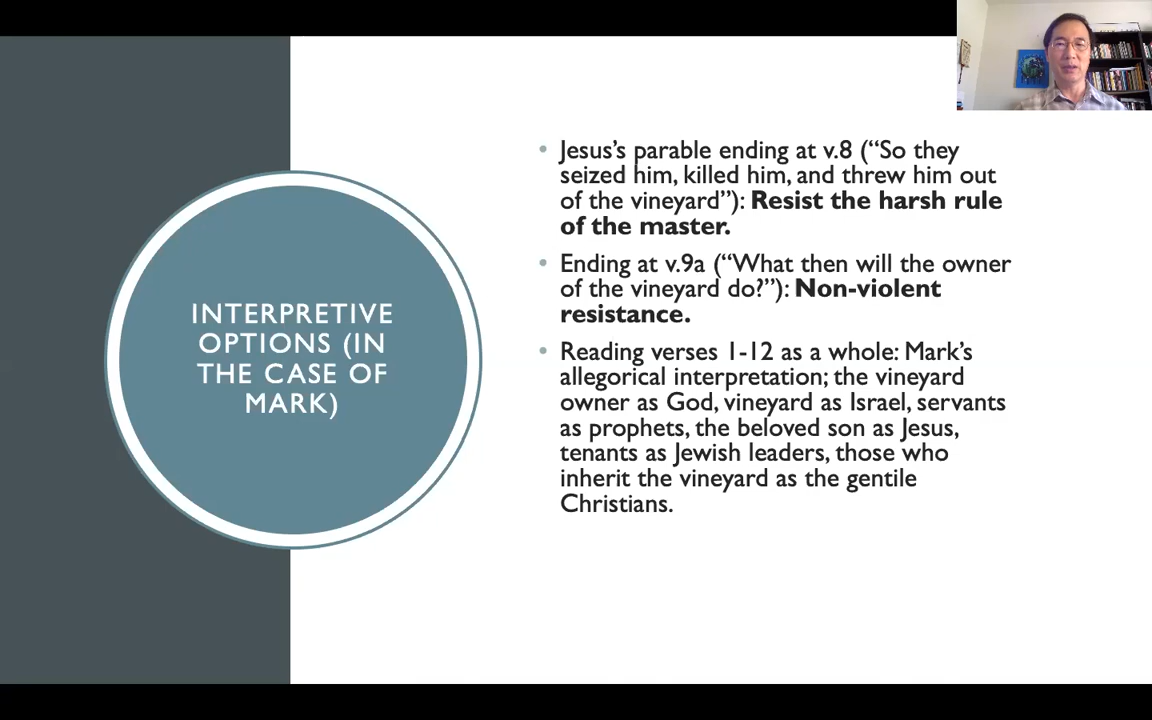 INTERPRETIVE
OPTIONS (IN
THE CASE OF
MARK)
• Jesus’s parable ending at v.8 (“So they
seized him, killed him, and threw him out
of the vineyard”): Resist the harsh rule
of the master.
• Ending at v.9a (“What then will the owner
of the vineyard do?”): Non-violent
resistance.
• Reading verses 1-12 as a whole: Mark’s
allegorical interpretation; the vineyard
owner as God, vineyard as Israel, servants
as prophets, the beloved son as Jesus,
tenants as Jewish leaders, those who
inherit the vineyard as the gentile
Christians.